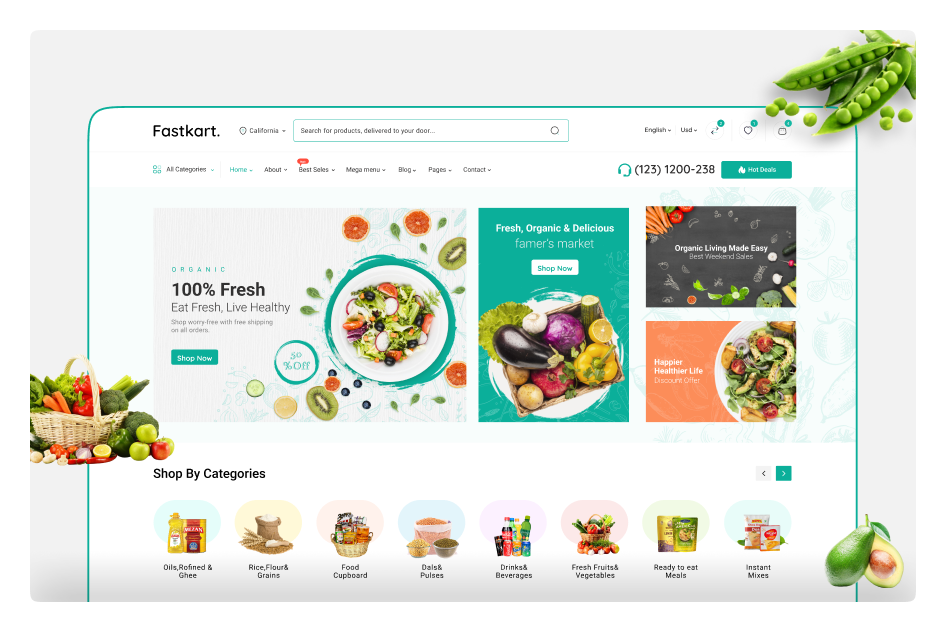 Fastkart.
California
Search for products, delivered to your door...
English
Usd
2
All Categories
Home
About
Best Seles
Mega menu
Blog
Pages
Contact
(123) 1200-238
Hot Deals
ORGANIC
100% Fresh
Eat Fresh, Live Healthy
Shop worry-free with free shipping
on all orders.
Shop Now
50
%Off
Fresh, Organic & Delicious
famer's market
Shop Now
Organic Living Made Easy
Best Weekend Sales
Happier
Healthier Life
Discount Offer
Shop By Categories
Oils,Rofined &
Ghee
Rice,Flour&
Grains
Food
Cupboard
Dals&
Pulses
Drinks&
Beverages
Fresh Fruits&
Vegetables
Ready to eat
Meals
Instant
Mixes